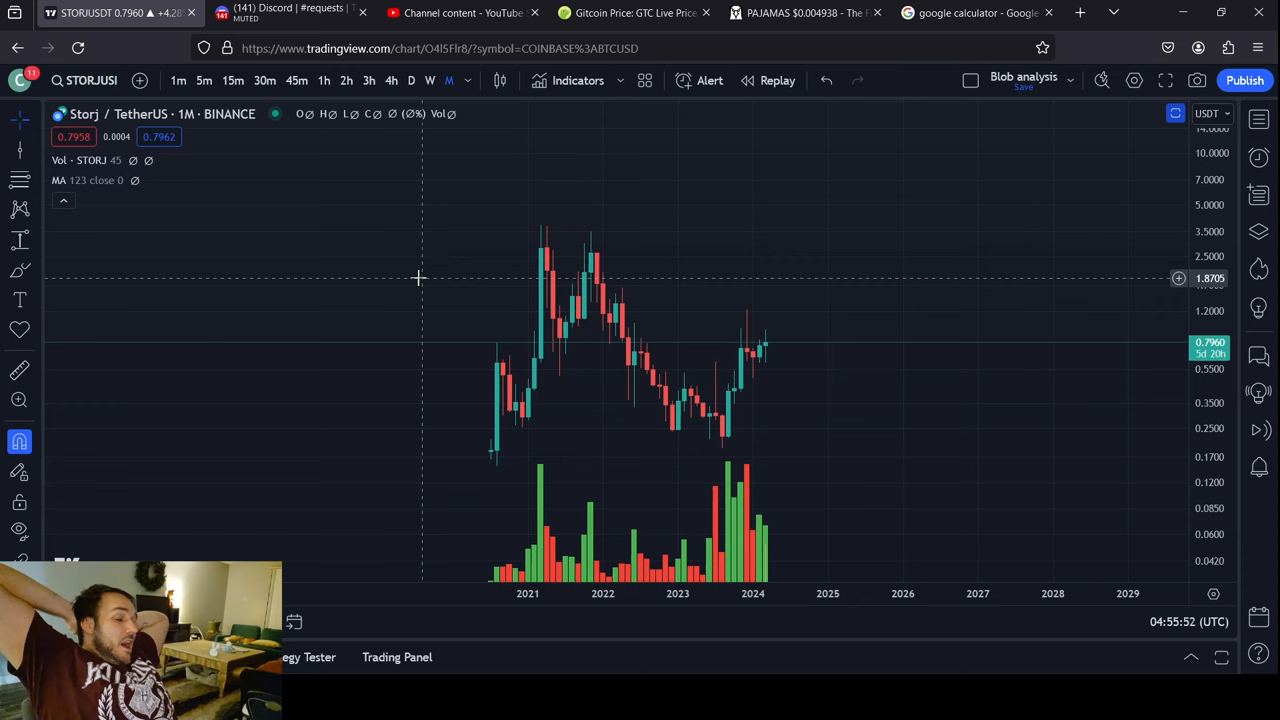 STORJUSDT 0.7960 ▲ +4.28
(141) Discord | #requests |
MUTED
Channel content - YouTube S
Gitcoin Price: GTC Live Price
PAJAMAS $0.004938 - The F
google calculator - Google
https://www.tradingview.com/chart/O4l5Flr8/?symbol=COINBASE%3ABTCUSD
C
11
STORJUSI
1m 5m 15m 30m 45m 1h 2h 3h 4h D W M
Indicators
Alert
Replay
Blob analysis
Save
Publish
Storj / TetherUS · 1M · BINANCE
O∅ H∅ L∅ C∅ ∅ (∅%) Vol∅
USDT
0.7958 0.0004 0.7962
Vol · STORJ 45 ∅ ∅
MA 123 close 0 ∅
14.0000
10.0000
7.0000
5.0000
3.5000
2.5000
1.8705
1.2000
0.7960
5d 20h
0.5500
0.3500
0.2500
0.1700
0.1200
0.0850
0.0600
0.0420
2021 2022 2023 2024 2025 2026 2027 2028 2029
04:55:52 (UTC)
egy Tester
Trading Panel